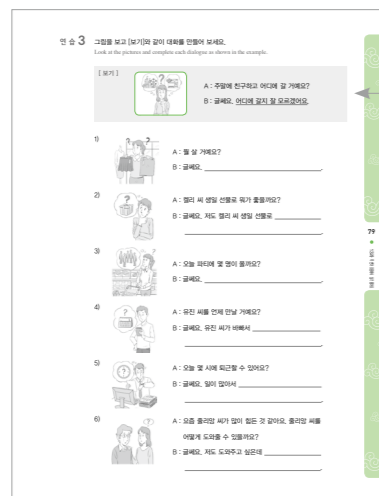 연 습 3 그림을 보고 [보기]와 같이 대화를 만들어 보세요.
Look at the pictures and complete each dialogue as shown in the example.
[ 보기 ]
A : 주말에 친구하고 어디에 갈 거예요?
B : 글쎄요. 어디에 갈지 잘 모르겠어요.
1)
A : 뭘 살 거예요?
B : 글쎄요. .
2)
A : 켈리 씨 생일 선물로 뭐가 좋을까요?
B : 글쎄요. 저도 켈리 씨 생일 선물로
.
3)
A : 오늘 파티에 몇 명이 올까요?
B : 글쎄요. .
4)
A : 유진 씨를 언제 만날 거예요?
B : 글쎄요. 유진 씨가 바빠서
.
5)
A : 오늘 몇 시에 퇴근할 수 있어요?
B : 글쎄요. 일이 많아서
.
6)
A : 요즘 줄리앙 씨가 많이 힘든 것 같아요. 줄리앙 씨를
어떻게 도와줄 수 있을까요?
B : 글쎄요. 저도 도와주고 싶은데
.
79